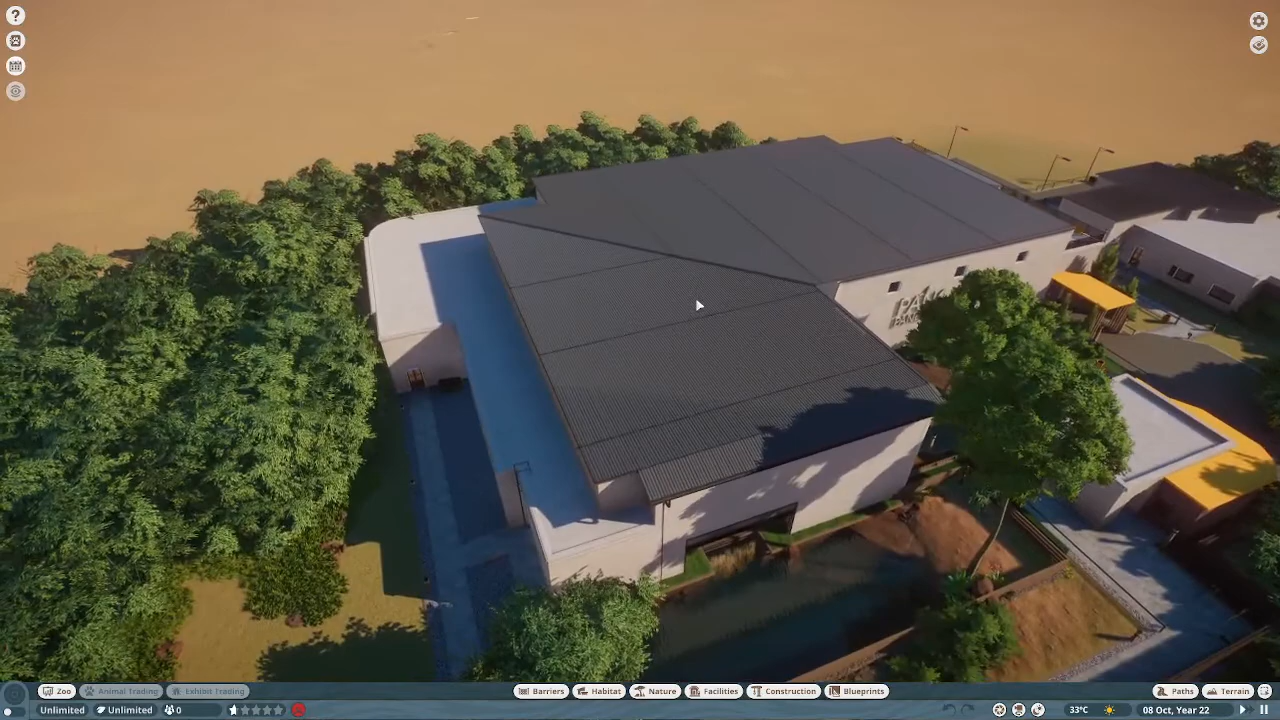 ?
Zoo
Animal Trading
Exhibit Trading
Barriers
Habitat
Nature
Facilities
Construction
Blueprints
Paths
Terrain
Unlimited
Unlimited
0
33°C
08 Oct, Year 22